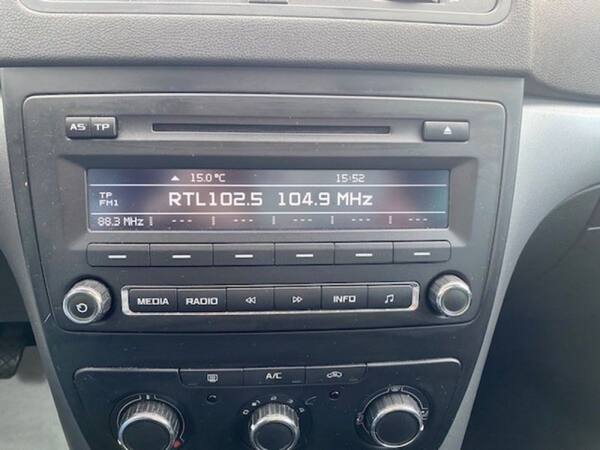 AS TP
▲ 15.0°C 15:52
TP
FM1
RTL102.5 104.9 MHz
88.3 MHz --- --- --- --- ---
MEDIA RADIO INFO
A/C